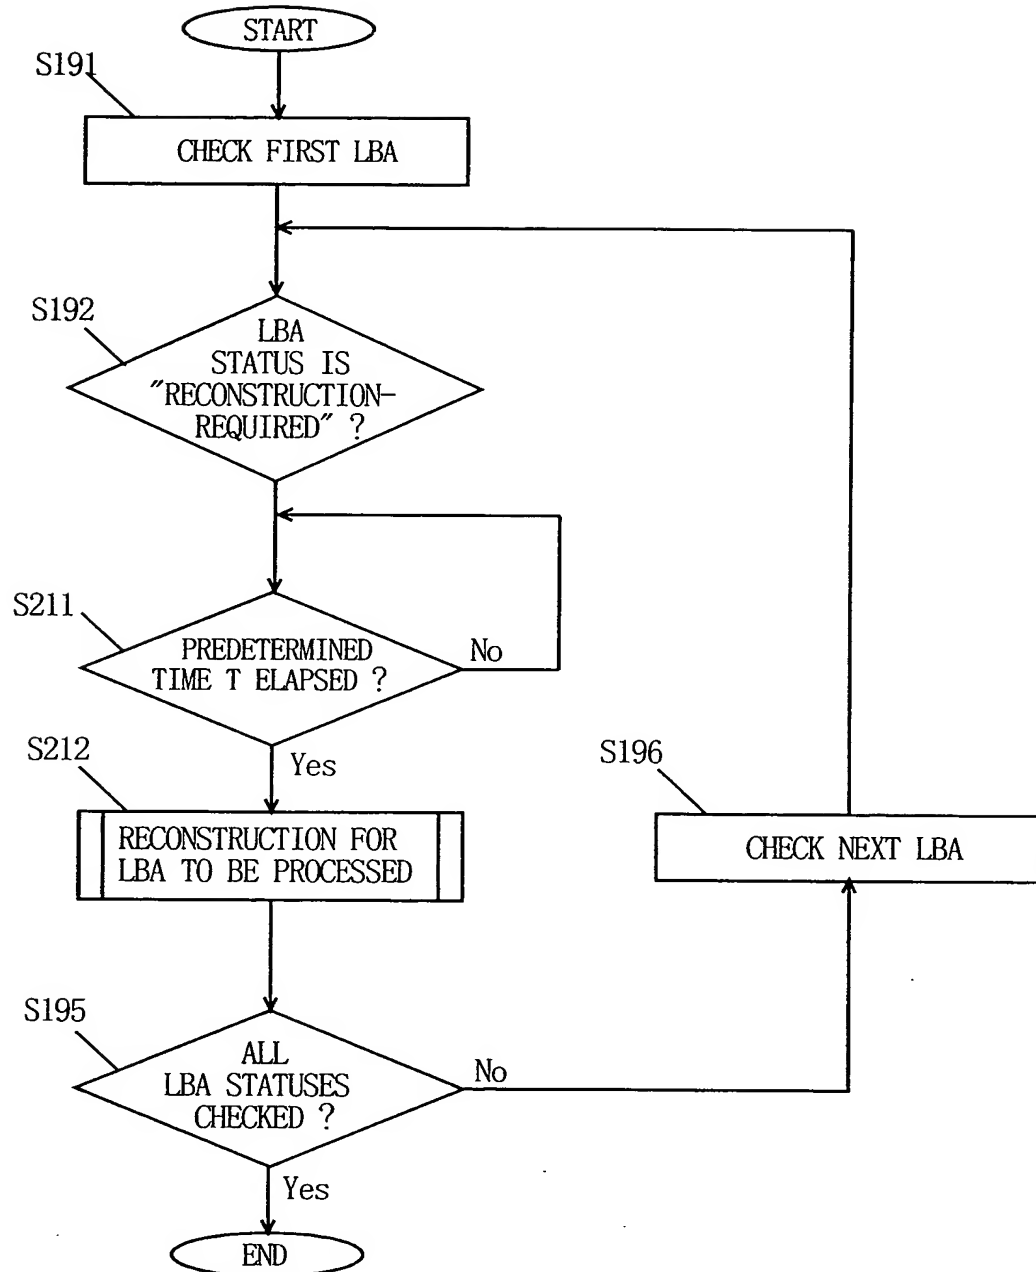 START
S191
CHECK FIRST LBA
S192
LBA
STATUS IS
"RECONSTRUCTION-
REQUIRED" ?
S211
PREDETERMINED
TIME T ELAPSED ?
No
Yes
S212
RECONSTRUCTION FOR
LBA TO BE PROCESSED
S196
CHECK NEXT LBA
S195
ALL
LBA STATUSES
CHECKED ?
No
Yes
END